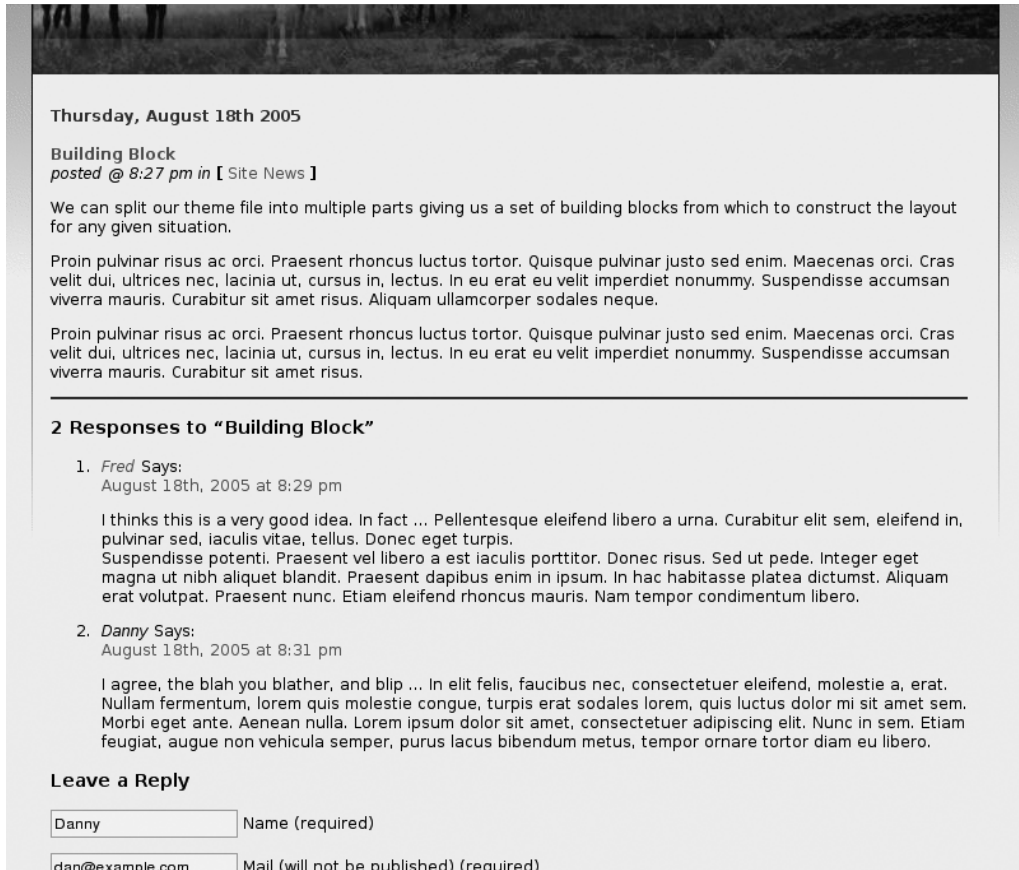 Thursday, August 18th 2005
Building Block
posted @ 8:27 pm in [ Site News ]
We can split our theme file into multiple parts giving us a set of building blocks from which to construct the layout
for any given situation.
Proin pulvinar risus ac orci. Praesent rhoncus luctus tortor. Quisque pulvinar justo sed enim. Maecenas orci. Cras
velit dui, ultrices nec, lacinia ut, cursus in, lectus. In eu erat eu velit imperdiet nonummy. Suspendisse accumsan
viverra mauris. Curabitur sit amet risus. Aliquam ullamcorper sodales neque.
Proin pulvinar risus ac orci. Praesent rhoncus luctus tortor. Quisque pulvinar justo sed enim. Maecenas orci. Cras
velit dui, ultrices nec, lacinia ut, cursus in, lectus. In eu erat eu velit imperdiet nonummy. Suspendisse accumsan
viverra mauris. Curabitur sit amet risus.
2 Responses to “Building Block”
1. Fred Says:
August 18th, 2005 at 8:29 pm
I thinks this is a very good idea. In fact ... Pellentesque eleifend libero a urna. Curabitur elit sem, eleifend in,
pulvinar sed, iaculis vitae, tellus. Donec eget turpis.
Suspendisse potenti. Praesent vel libero a est iaculis porttitor. Donec risus. Sed ut pede. Integer eget
magna ut nibh aliquet blandit. Praesent dapibus enim in ipsum. In hac habitasse platea dictumst. Aliquam
erat volutpat. Praesent nunc. Etiam eleifend rhoncus mauris. Nam tempor condimentum libero.
2. Danny Says:
August 18th, 2005 at 8:31 pm
I agree, the blah you blather, and blip ... In elit felis, faucibus nec, consectetuer eleifend, molestie a, erat.
Nullam fermentum, lorem quis molestie congue, turpis erat sodales lorem, quis luctus dolor mi sit amet sem.
Morbi eget ante. Aenean nulla. Lorem ipsum dolor sit amet, consectetuer adipiscing elit. Nunc in sem. Etiam
feugiat, augue non vehicula semper, purus lacus bibendum metus, tempor ornare tortor diam eu libero.
Leave a Reply
Danny Name (required)
dan@example.com Mail (will not be published) (required)